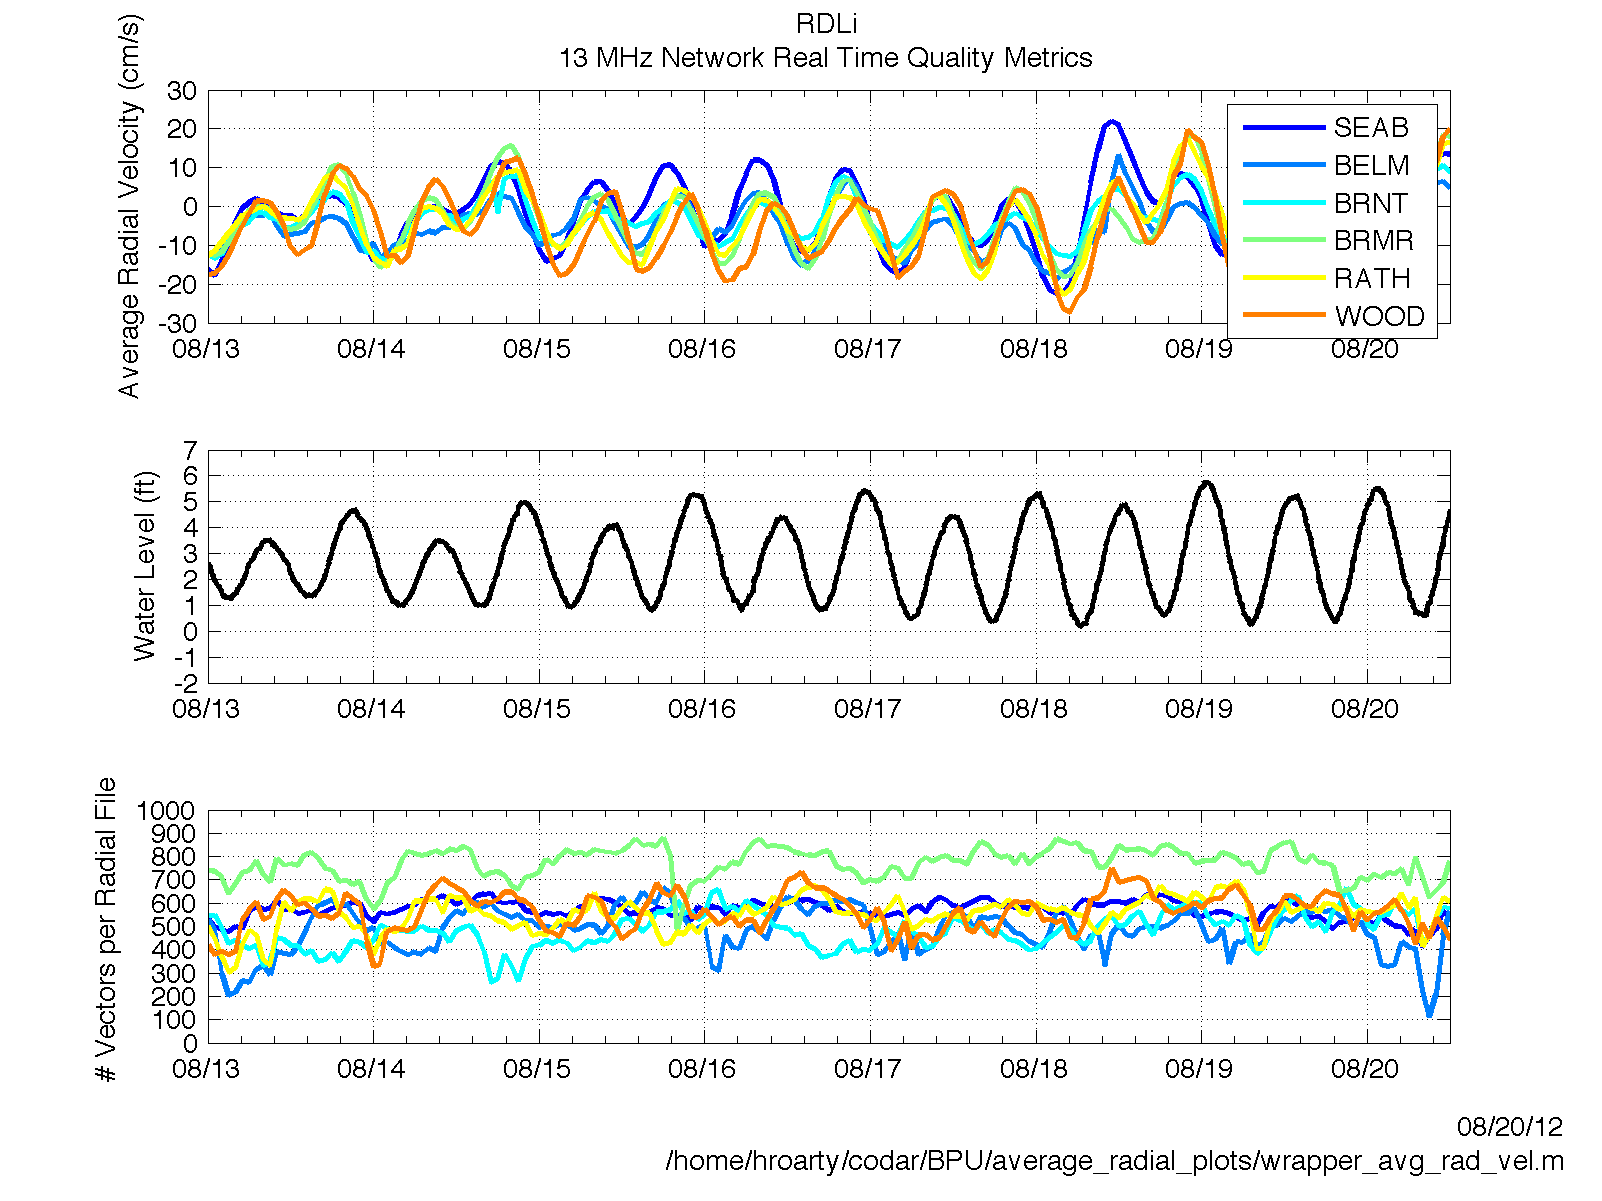 RDLi
13 MHz Network Real Time Quality Metrics
Average Radial Velocity (cm/s)
30
20
10
0
-10
-20
-30
08/13 08/14 08/15 08/16 08/17 08/18 08/19 08/20
SEAB
BELM
BRNT
BRMR
RATH
WOOD
Water Level (ft)
7
6
5
4
3
2
1
0
-1
-2
08/13 08/14 08/15 08/16 08/17 08/18 08/19 08/20
# Vectors per Radial File
1000
900
800
700
600
500
400
300
200
100
0
08/13 08/14 08/15 08/16 08/17 08/18 08/19 08/20
08/20/12
/home/hroarty/codar/BPU/average_radial_plots/wrapper_avg_rad_vel.m